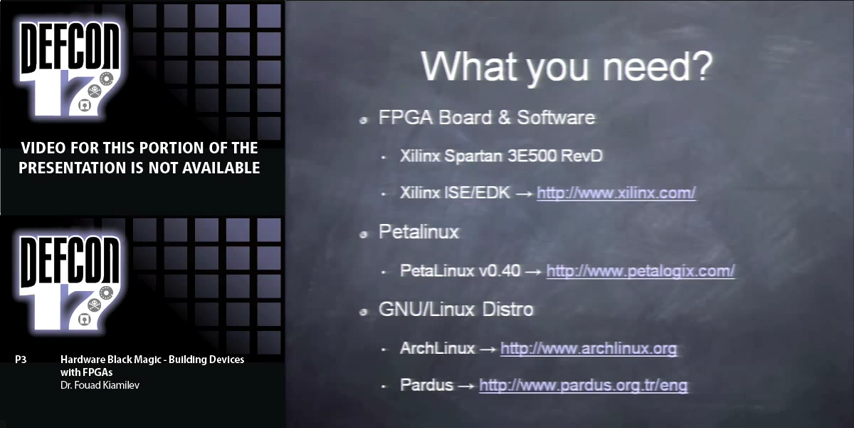 DEFCON
17
VIDEO FOR THIS PORTION OF THE
PRESENTATION IS NOT AVAILABLE
DEFCON
17
P3 Hardware Black Magic - Building Devices
with FPGAs
Dr. Fouad Kiamilev
What you need?
FPGA Board & Software
Xilinx Spartan 3E500 RevD
Xilinx ISE/EDK → http://www.xilinx.com/
Petalinux
PetaLinux v0.40 → http://www.petalogix.com/
GNU/Linux Distro
ArchLinux → http://www.archlinux.org
Pardus → http://www.pardus.org.tr/eng